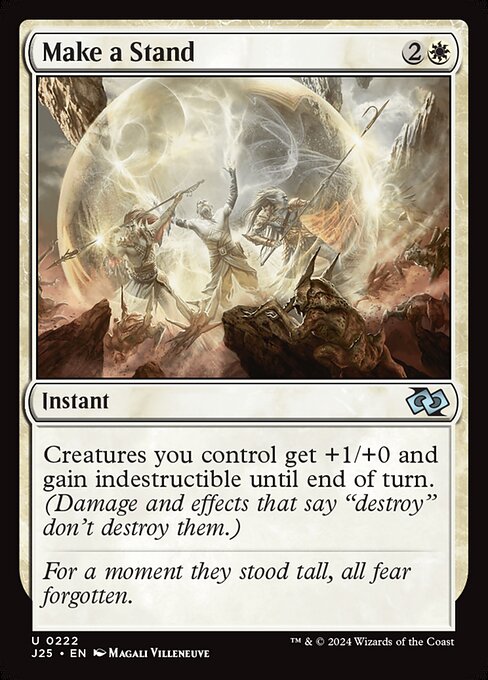 Make a Stand 2
Instant
Creatures you control get +1/+0 and
gain indestructible until end of turn.
(Damage and effects that say “destroy”
don’t destroy them.)
For a moment they stood tall, all fear
forgotten.
U 0222
J25 • EN Magali Villeneuve
™ & © 2024 Wizards of the Coast